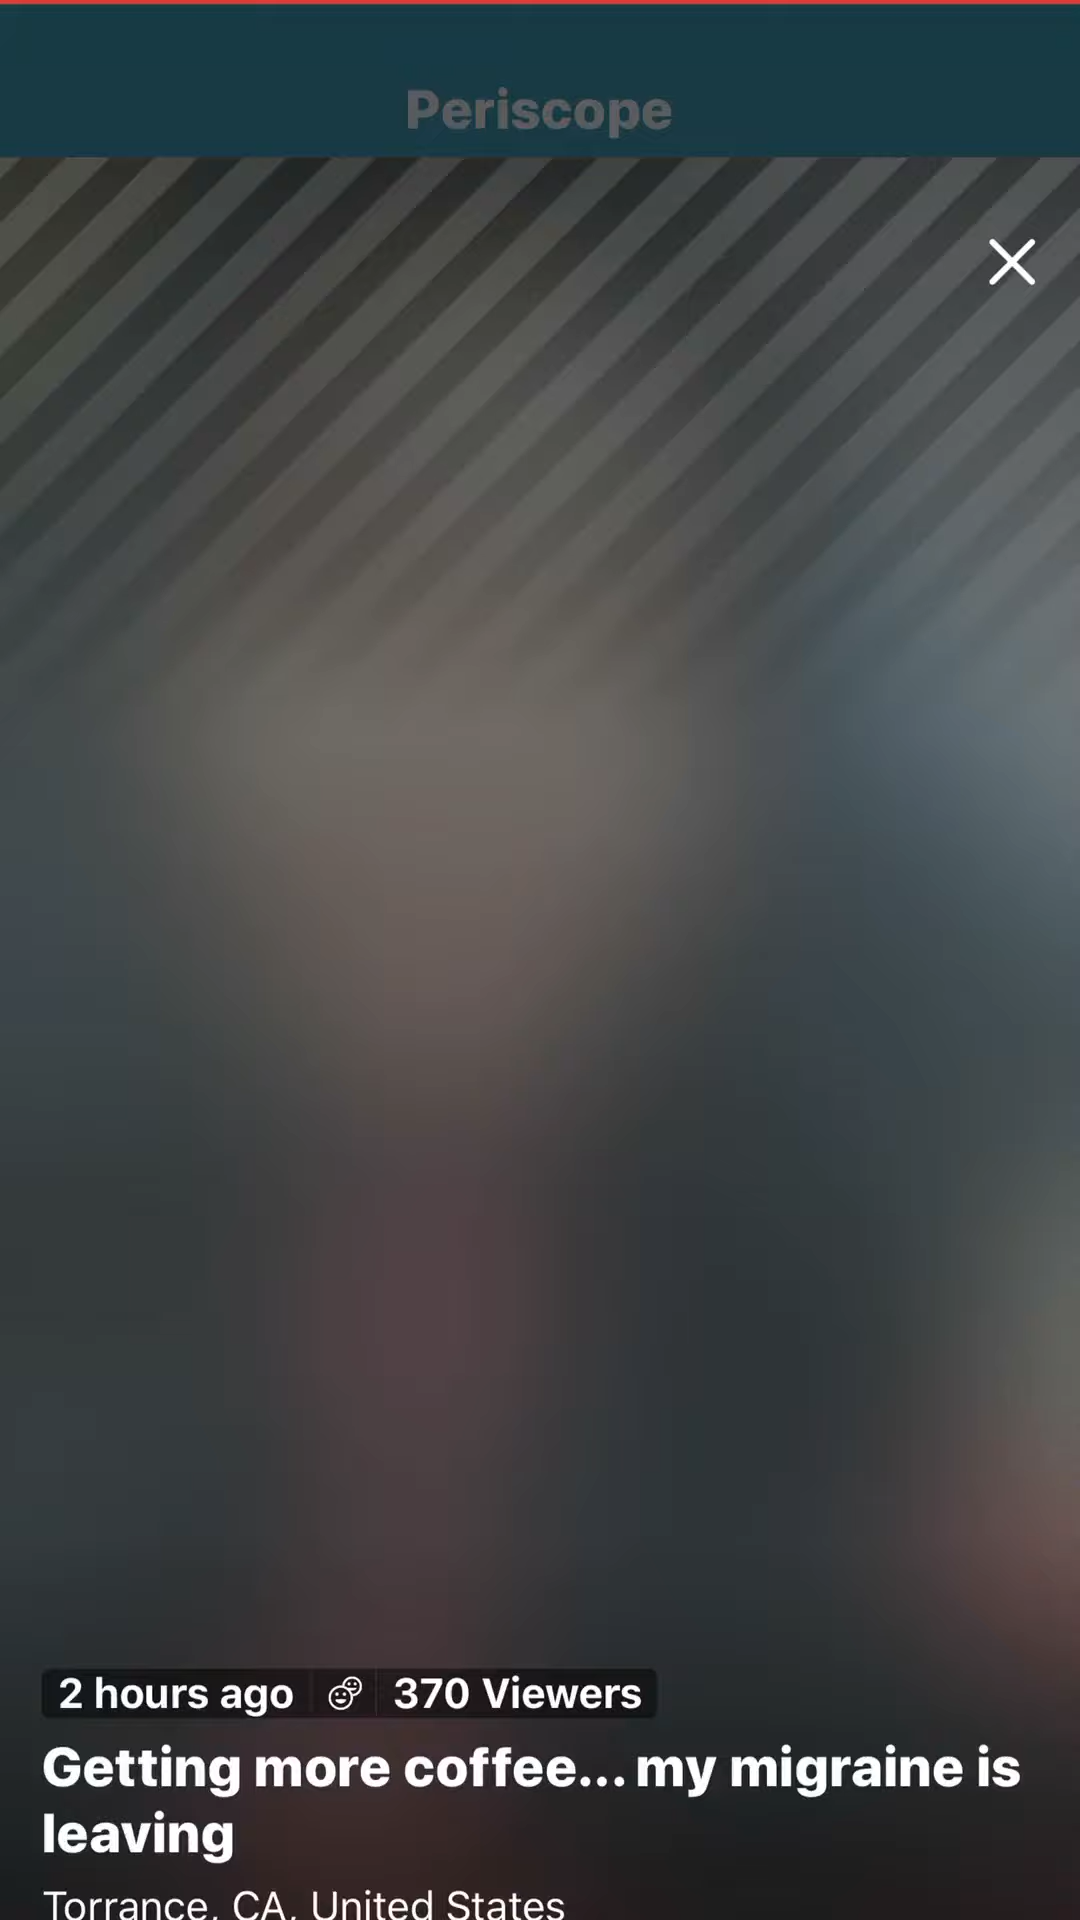 Periscope
2 hours ago 370 Viewers
Getting more coffee... my migraine is
leaving
Torrance, CA, United States